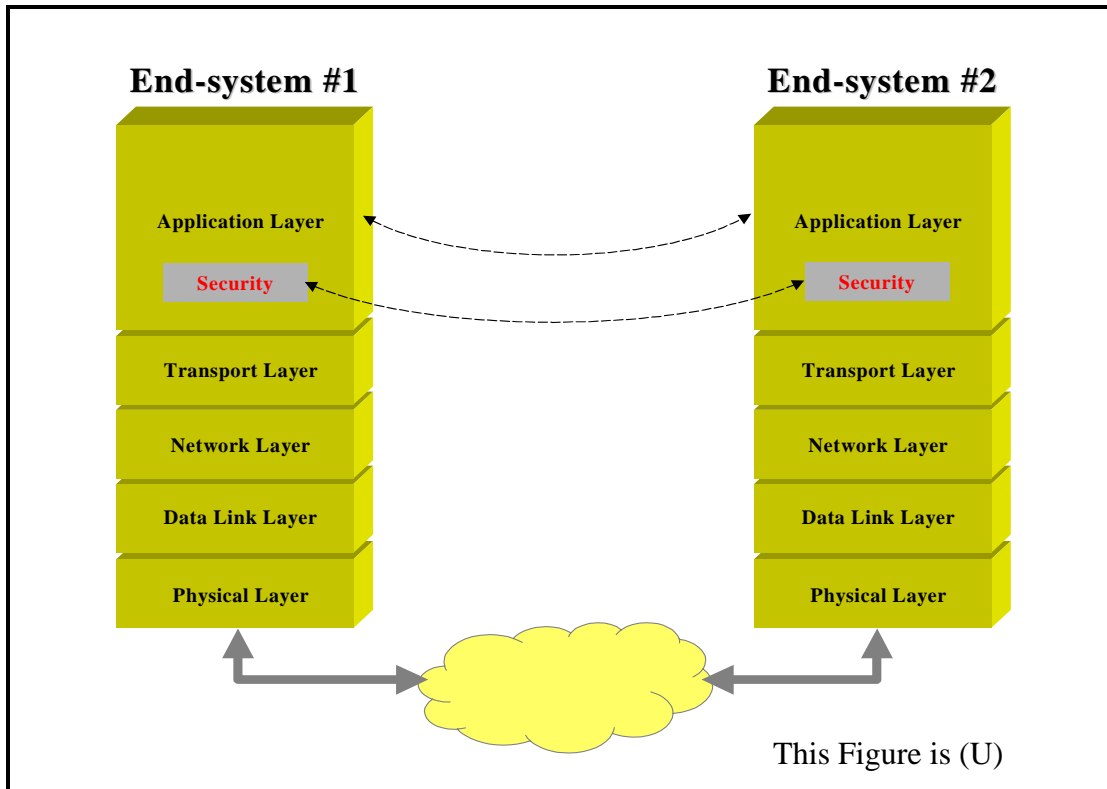 End-system #1
Application Layer
Security
Transport Layer
Network Layer
Data Link Layer
Physical Layer
End-system #2
Application Layer
Security
Transport Layer
Network Layer
Data Link Layer
Physical Layer
This Figure is (U)